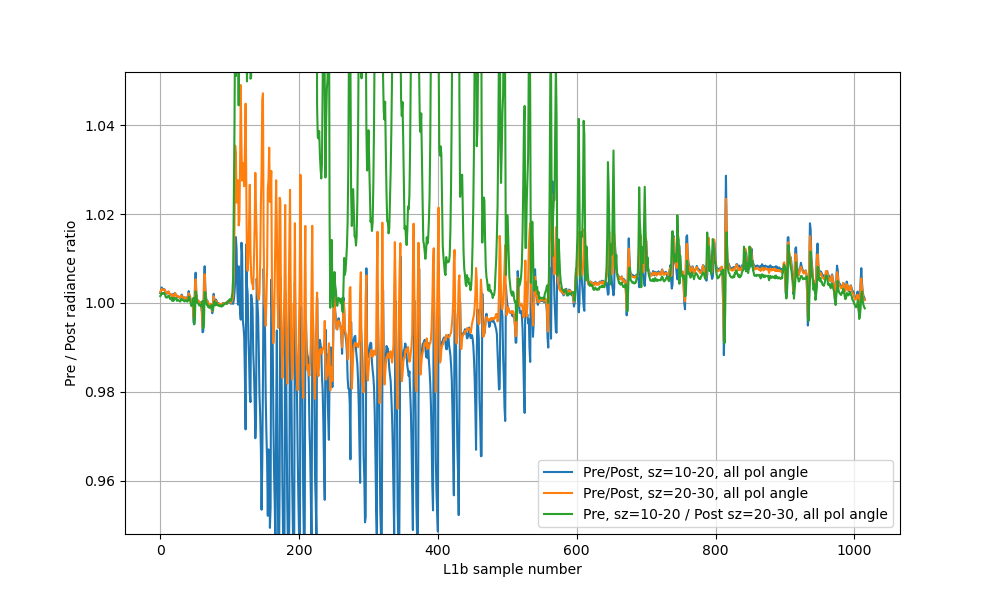 1.04
1.02
1.00
0.98
0.96
Pre / Post radiance ratio
Pre/Post, sz=10-20, all pol angle
Pre/Post, sz=20-30, all pol angle
Pre, sz=10-20 / Post sz=20-30, all pol angle
0 200 400 600 800 1000
L1b sample number